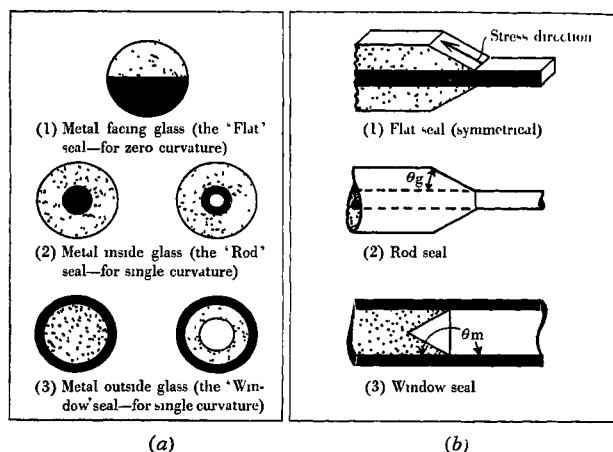 (1) Metal facing glass (the 'Flat'
seal—for zero curvature)
(2) Metal inside glass (the 'Rod'
seal—for single curvature)
(3) Metal outside glass (the 'Win-
dow' seal—for single curvature)
(a)
Stress direction
(1) Flat seal (symmetrical)
θg
(2) Rod seal
θm
(3) Window seal
(b)